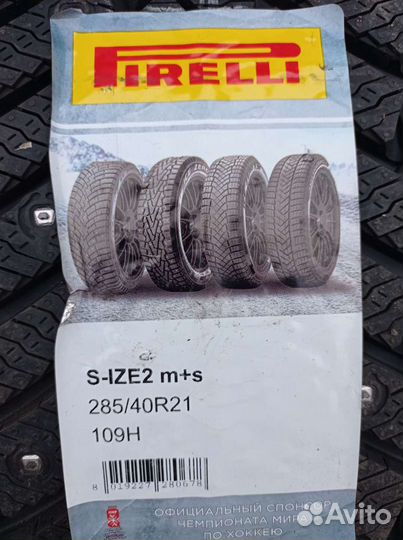 PIRELLI
S-IZE2 m+s
285/40R21
109H
8 019227 280678
ОФИЦИАЛЬНЫЙ СПОНСОР
ЧЕМПИОНАТА МИРА
ПО ХОККЕЮ
Avito